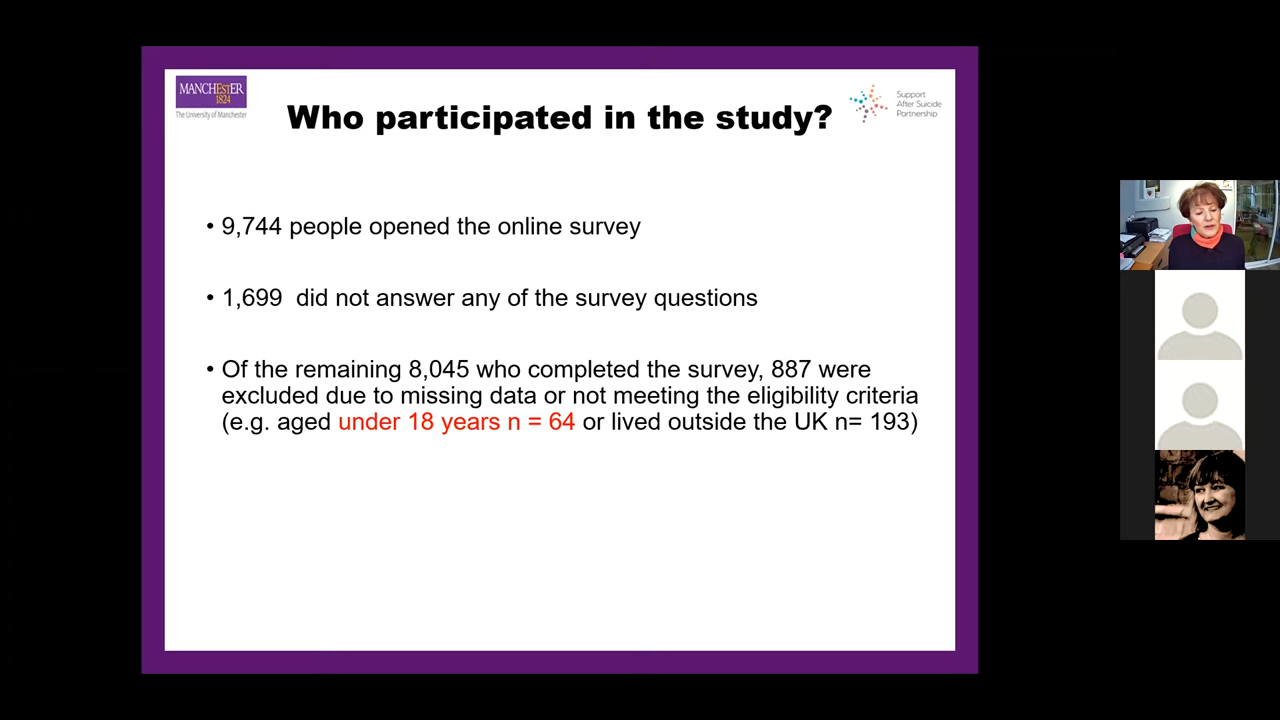 MANCHESTER
1824
The University of Manchester
Who participated in the study?
Support
After Suicide
Partnership
• 9,744 people opened the online survey
• 1,699  did not answer any of the survey questions
• Of the remaining 8,045 who completed the survey, 887 were
excluded due to missing data or not meeting the eligibility criteria
(e.g. aged under 18 years n = 64 or lived outside the UK n= 193)